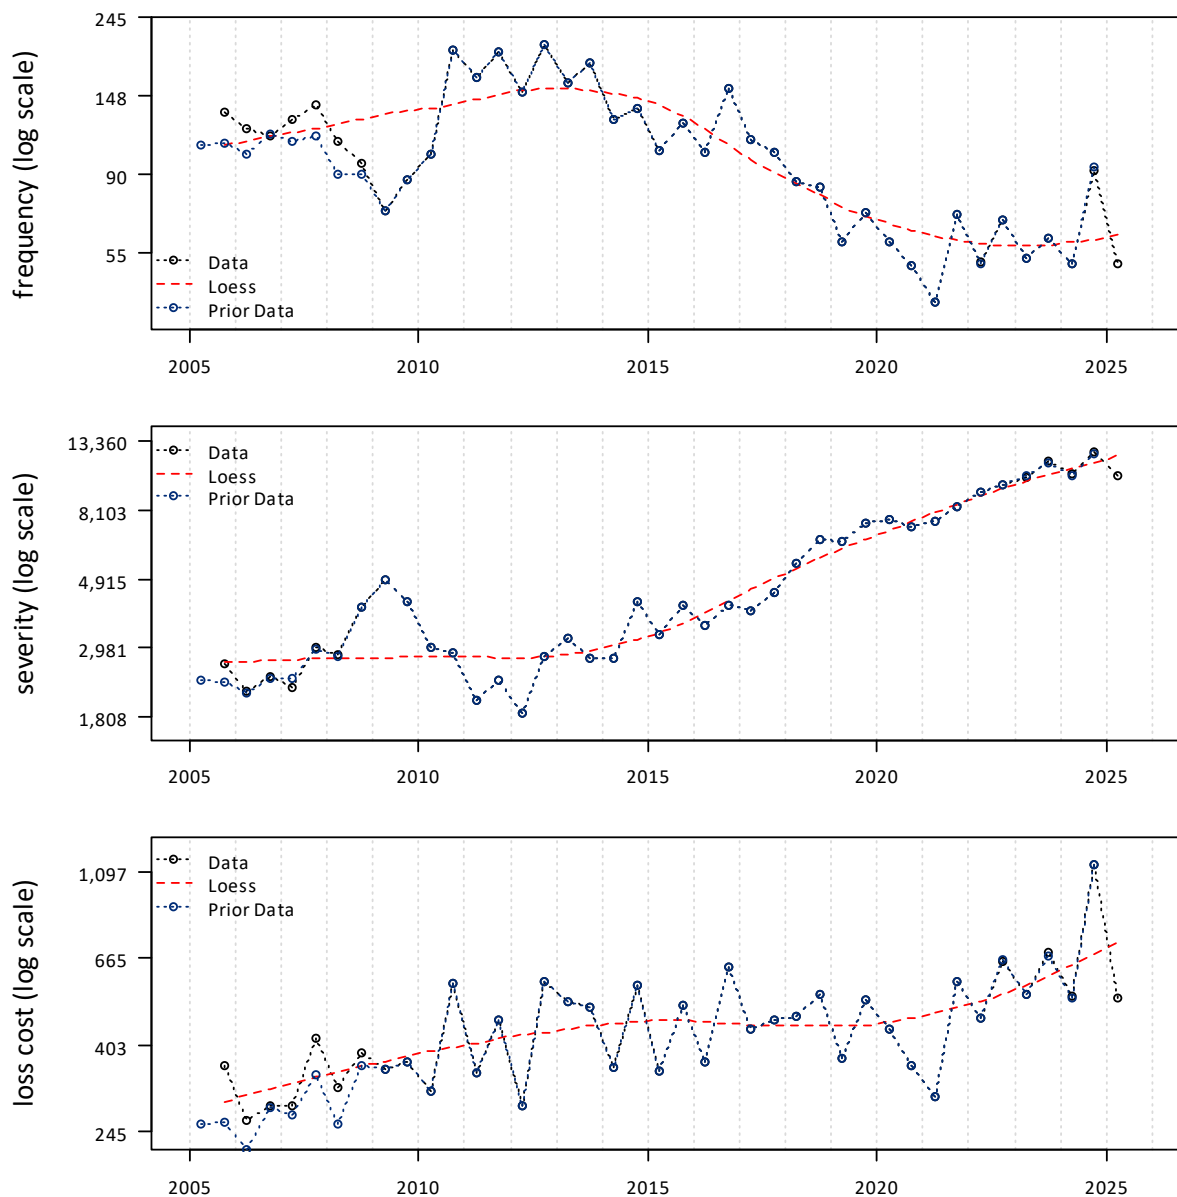 frequency (log scale)
245
148
90
55
Data
Loess
Prior Data
2005 2010 2015 2020 2025
severity (log scale)
13,360
8,103
4,915
2,981
1,808
Data
Loess
Prior Data
2005 2010 2015 2020 2025
loss cost (log scale)
1,097
665
403
245
Data
Loess
Prior Data
2005 2010 2015 2020 2025